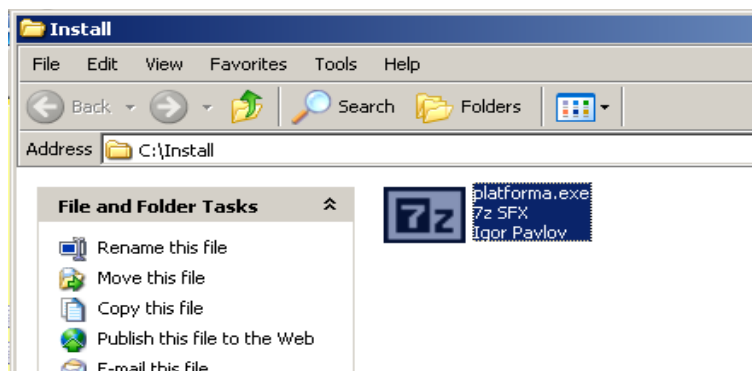 Install
File Edit View Favorites Tools Help
Back Search Folders
Address C:\Install
File and Folder Tasks
platforma.exe
7z SFX
Igor Pavlov
7z
Rename this file
Move this file
Copy this file
Publish this file to the Web
E-mail this file